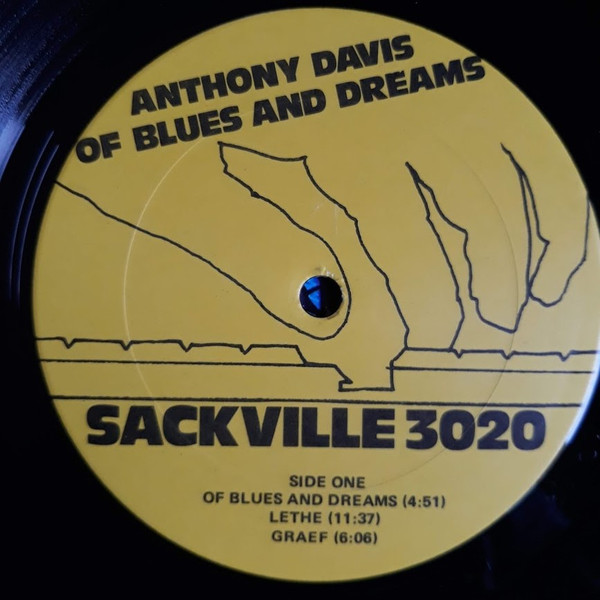 ANTHONY DAVIS
OF BLUES AND DREAMS
SACKVILLE 3020
SIDE ONE
OF BLUES AND DREAMS (4:51)
LETHE (11:37)
GRAEF (6:06)